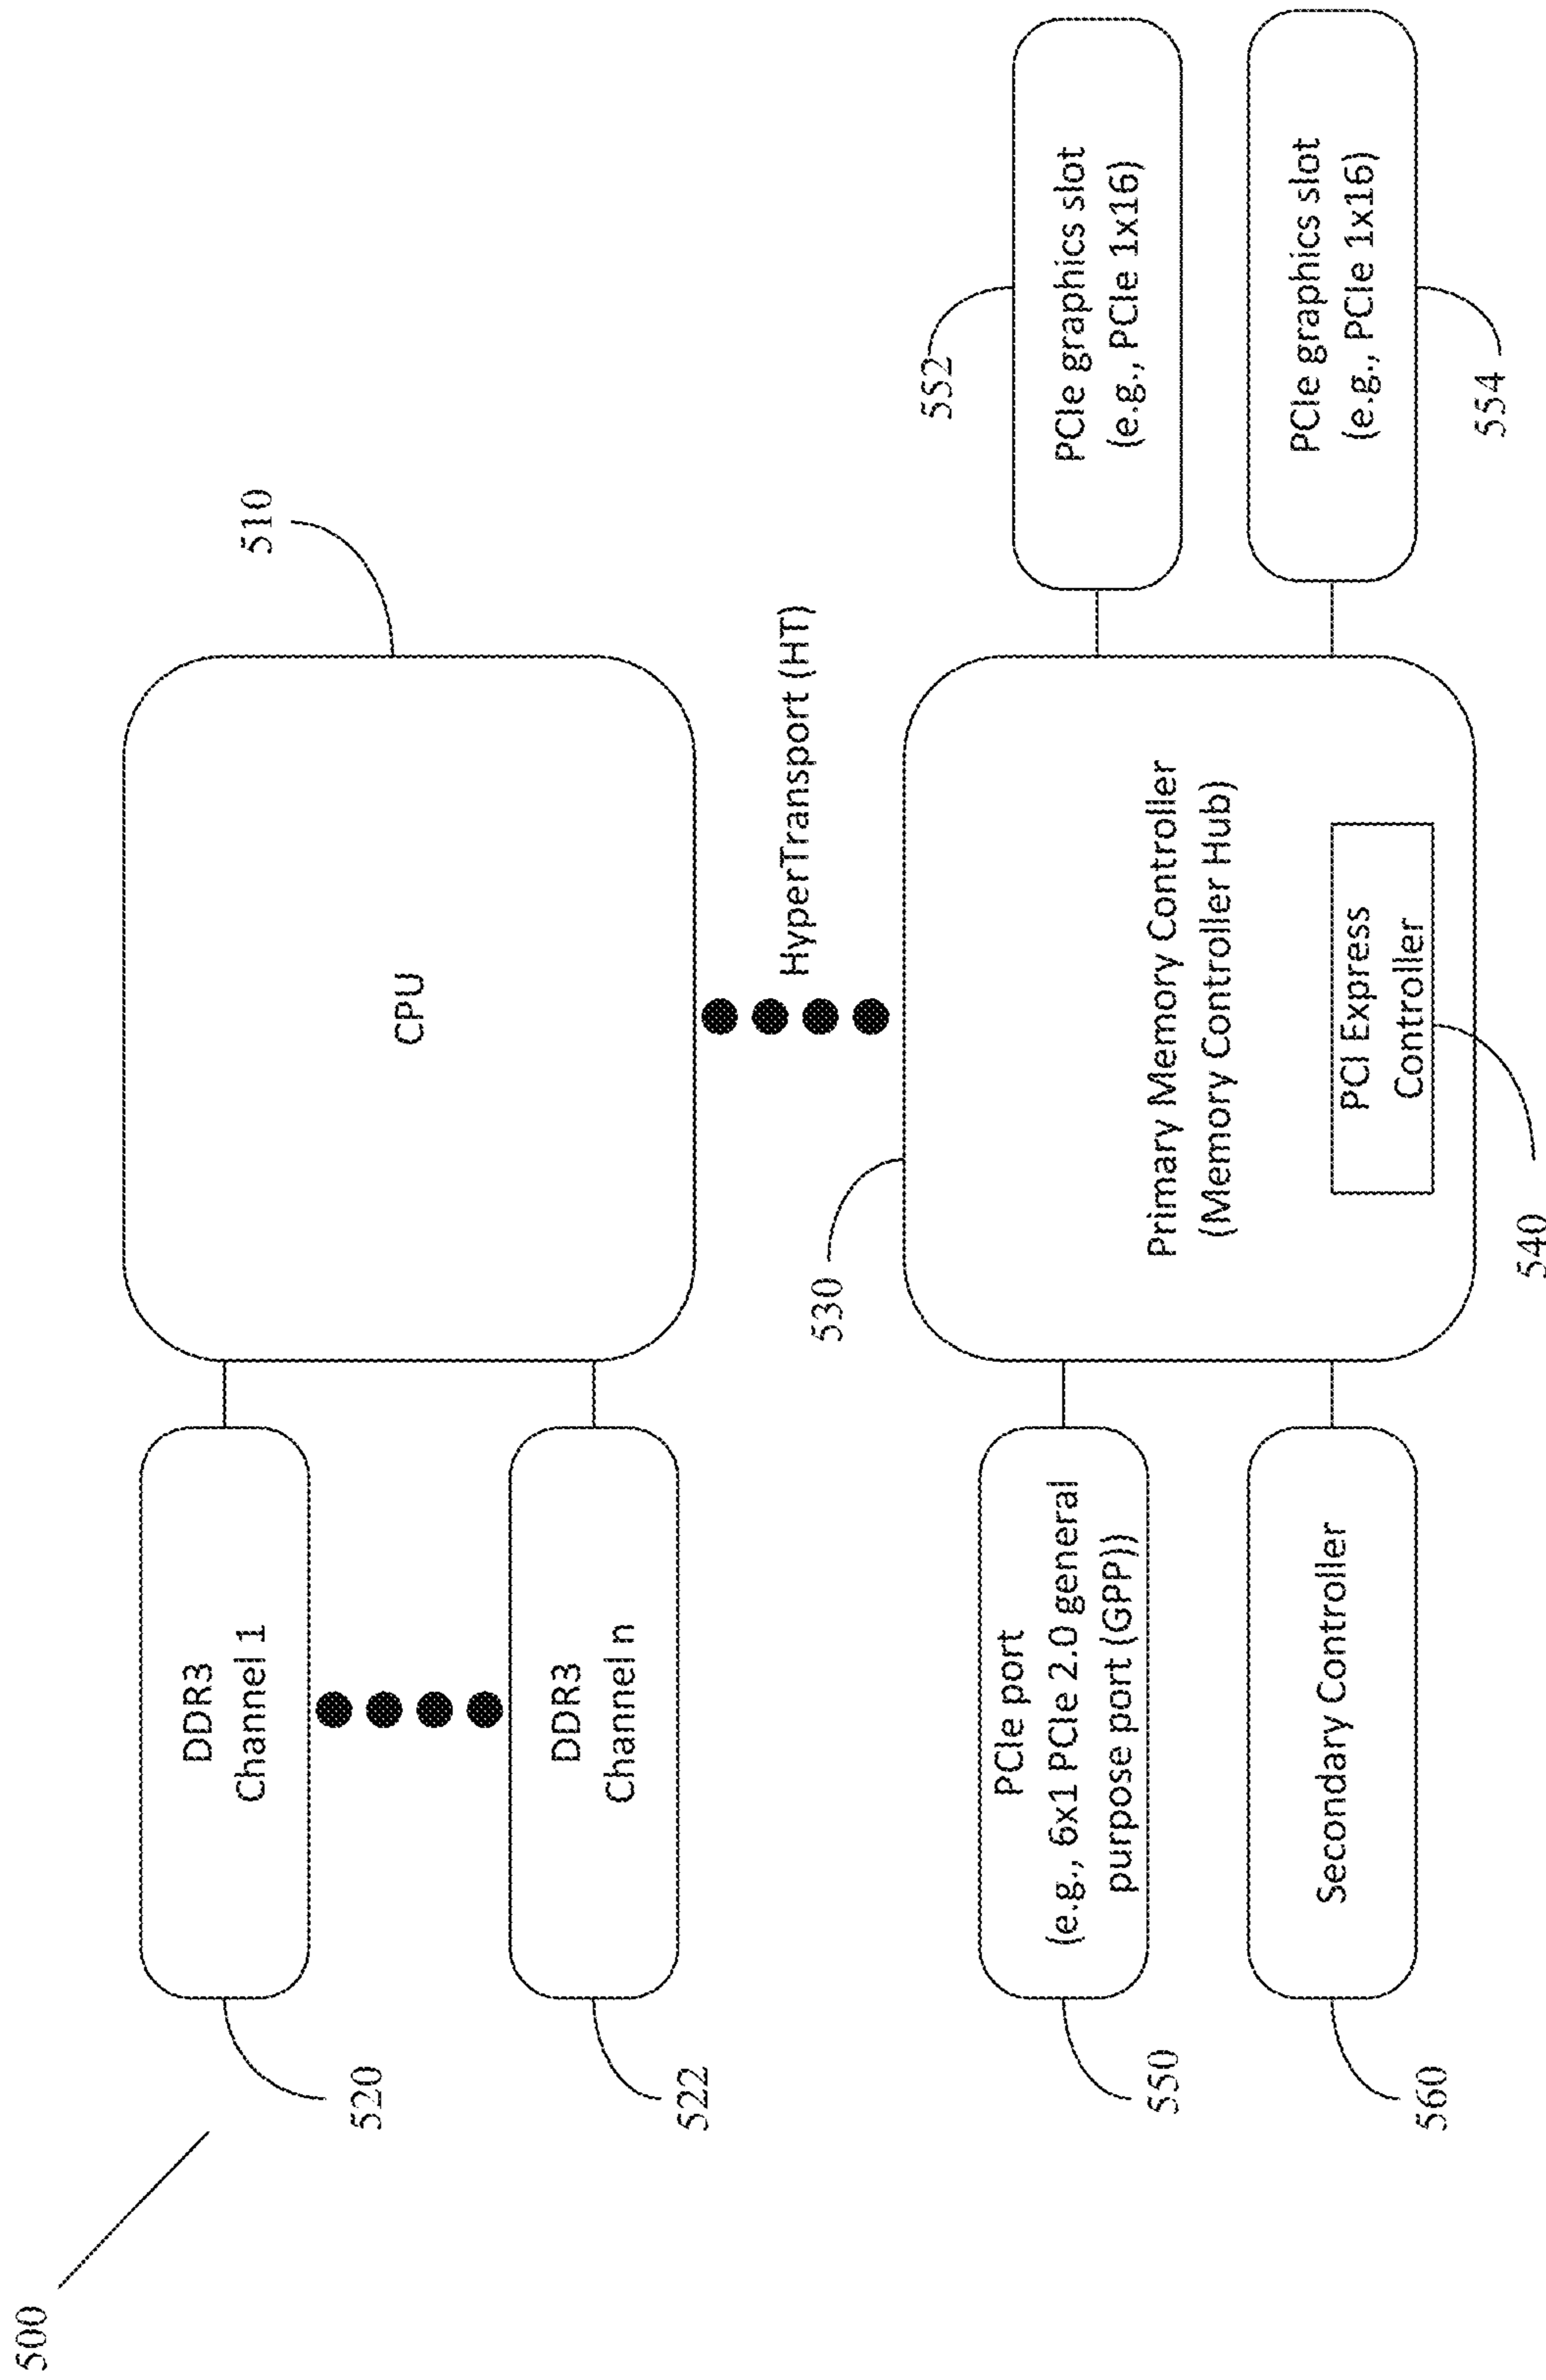 500
520
DDR3
Channel 1
522
DDR3
Channel n
CPU
510
HyperTransport (HT)
530
Primary Memory Controller
(Memory Controller Hub)
PCI Express
Controller
540
550
PCIe port
(e.g., 6x1 PCIe 2.0 general
purpose port (GPP))
560
Secondary Controller
552
PCIe graphics slot
(e.g., PCIe 1x16)
PCIe graphics slot
(e.g., PCIe 1x16)
554